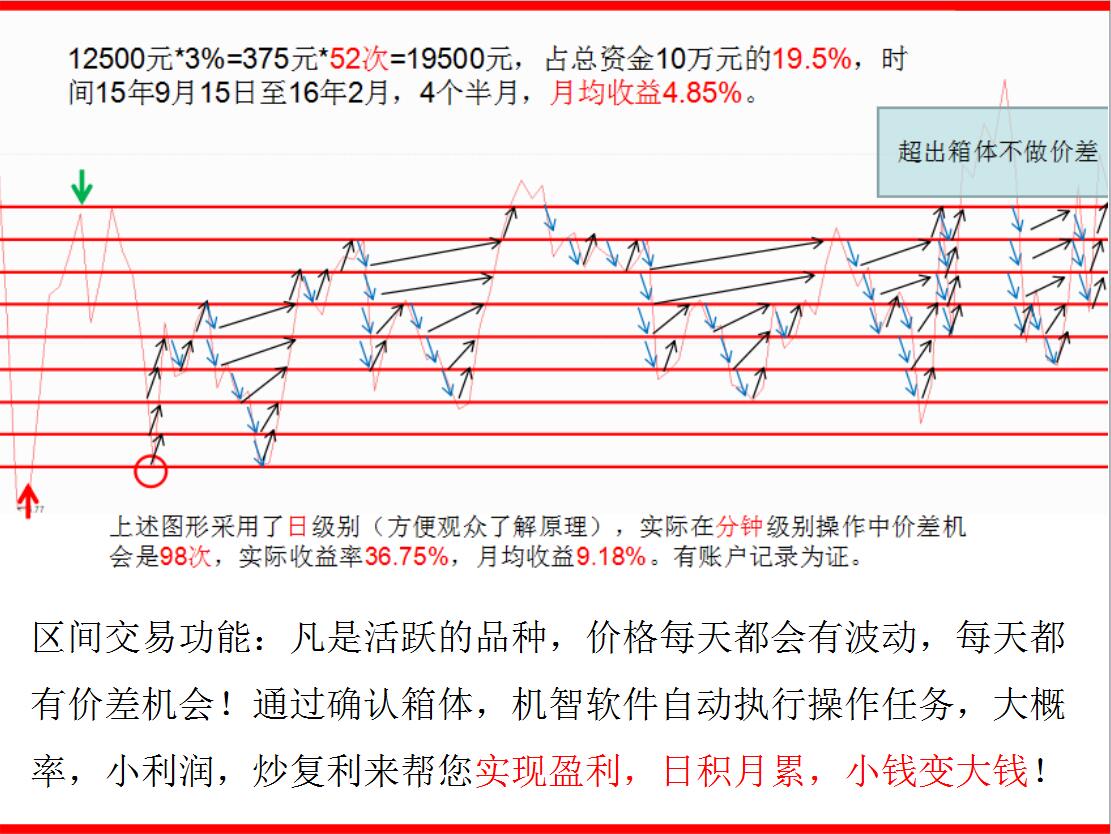 12500元*3%=375元*52次=19500元，占总资金10万元的19.5%，时
间15年9月15日至16年2月，4个半月，月均收益4.85%。
超出箱体不做价差
上述图形采用了日级别（方便观众了解原理），实际在分钟级别操作中价差机
会是98次，实际收益率36.75%，月均收益9.18%。有账户记录为证。
区间交易功能：凡是活跃的品种，价格每天都会有波动，每天都
有价差机会！通过确认箱体，机智软件自动执行操作任务，大概
率，小利润，炒复利来帮您实现盈利，日积月累，小钱变大钱！